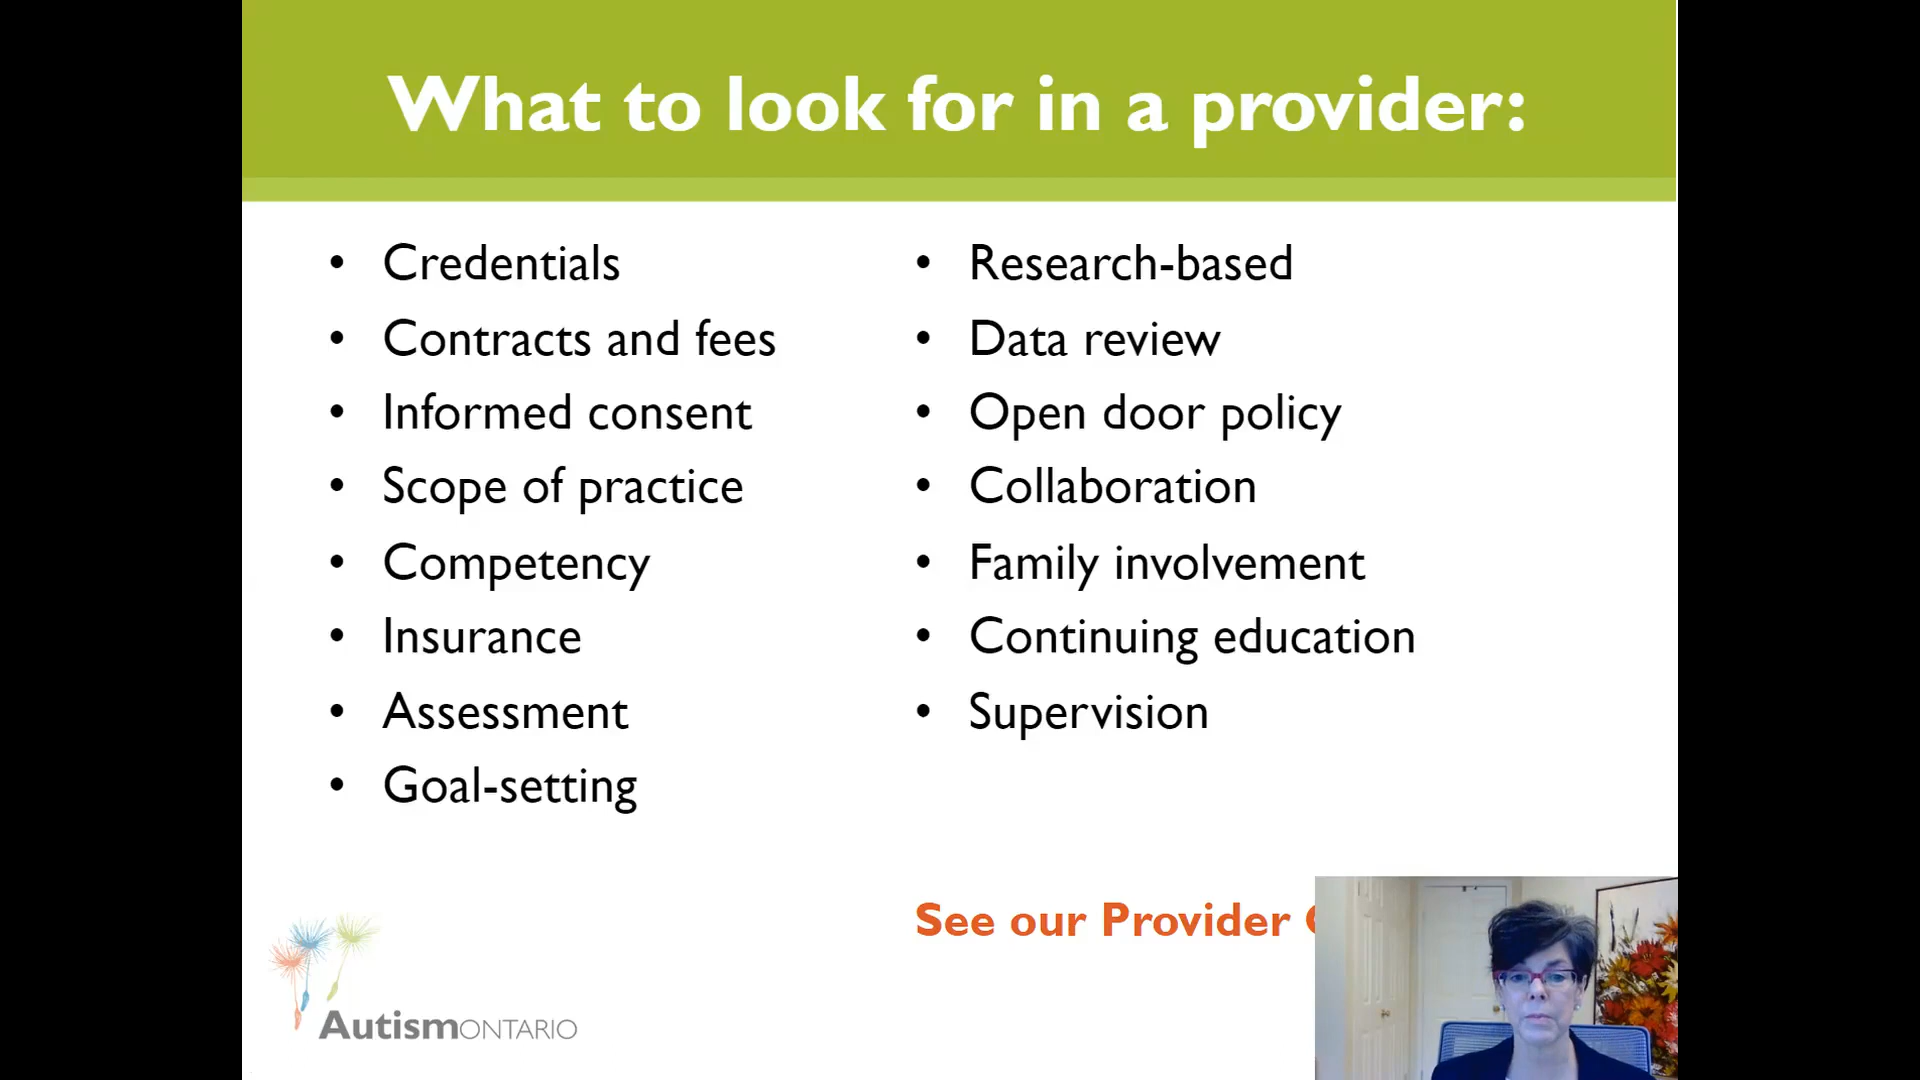 What to look for in a provider:
• Credentials
• Contracts and fees
• Informed consent
• Scope of practice
• Competency
• Insurance
• Assessment
• Goal-setting
• Research-based
• Data review
• Open door policy
• Collaboration
• Family involvement
• Continuing education
• Supervision
See our Provider
AutismONTARIO